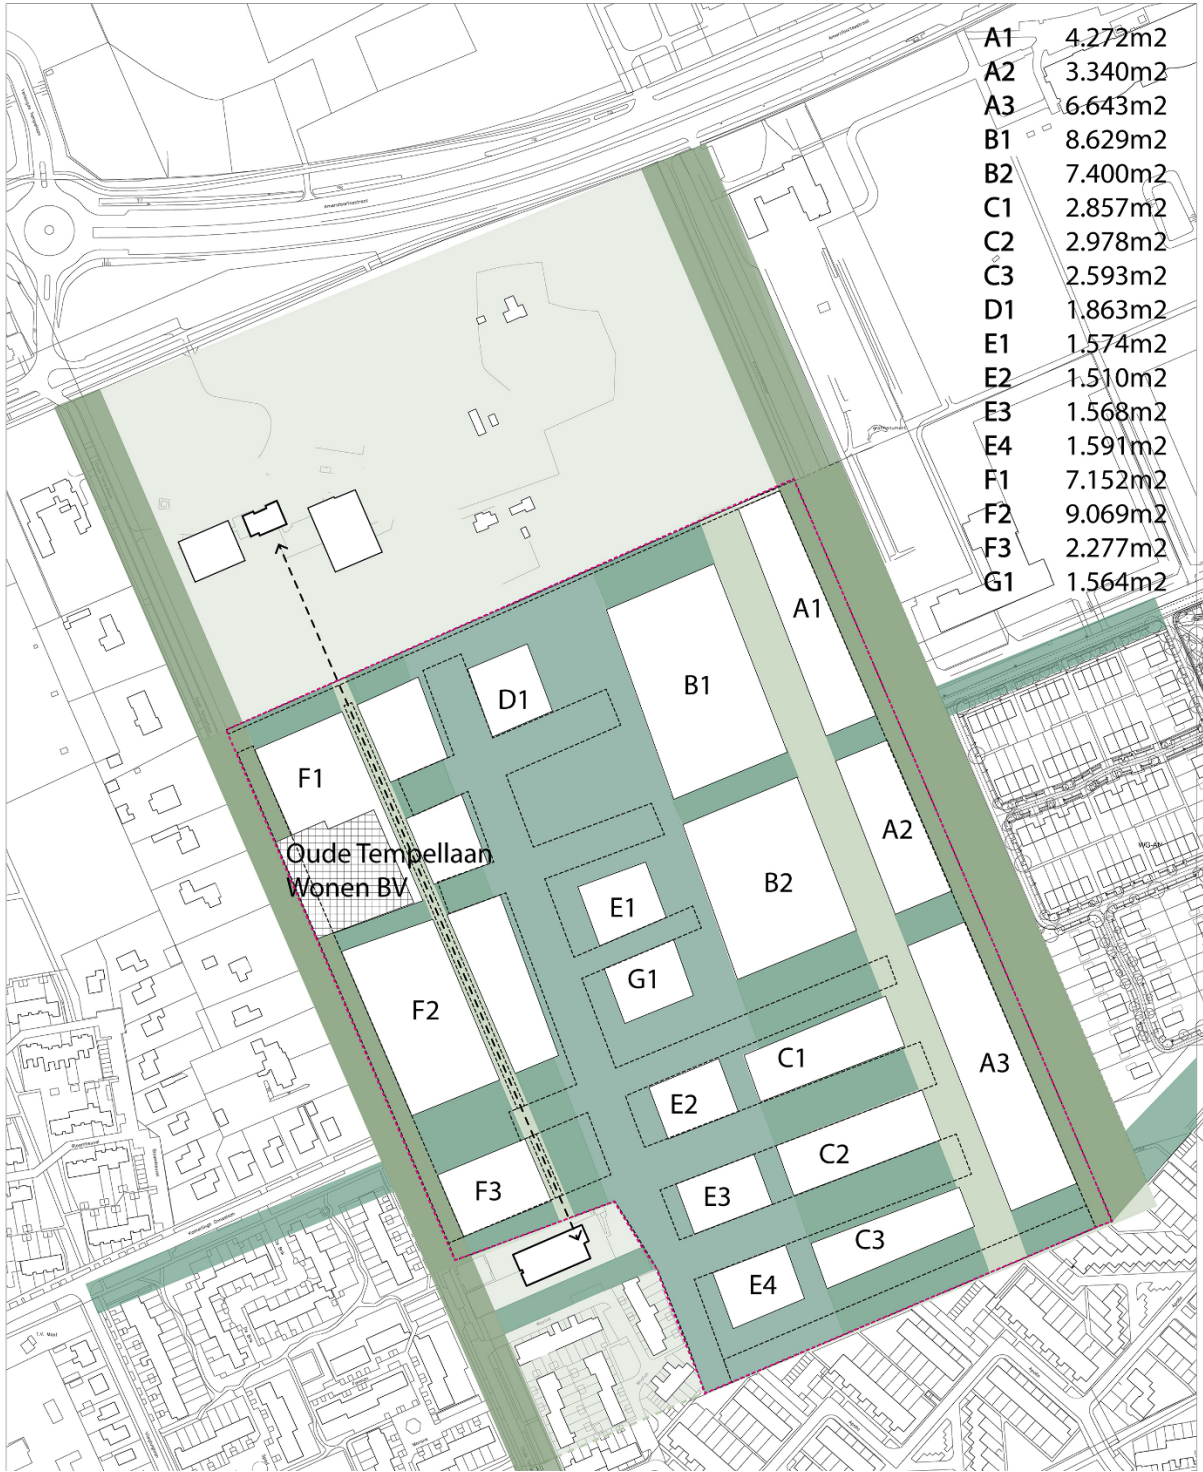 A1 4.272m2
A2 3.340m2
A3 6.643m2
B1 8.629m2
B2 7.400m2
C1 2.857m2
C2 2.978m2
C3 2.593m2
D1 1.863m2
E1 1.574m2
E2 1.510m2
E3 1.568m2
E4 1.591m2
F1 7.152m2
F2 9.069m2
F3 2.277m2
G1 1.564m2
Amersfoortsestraat
Amersfoortsestraat
A1
B1
D1
F1
A2
Oude Tempellaan
Wonen BV
B2
E1
G1
F2
C1
A3
E2
C2
E3
F3
C3
E4